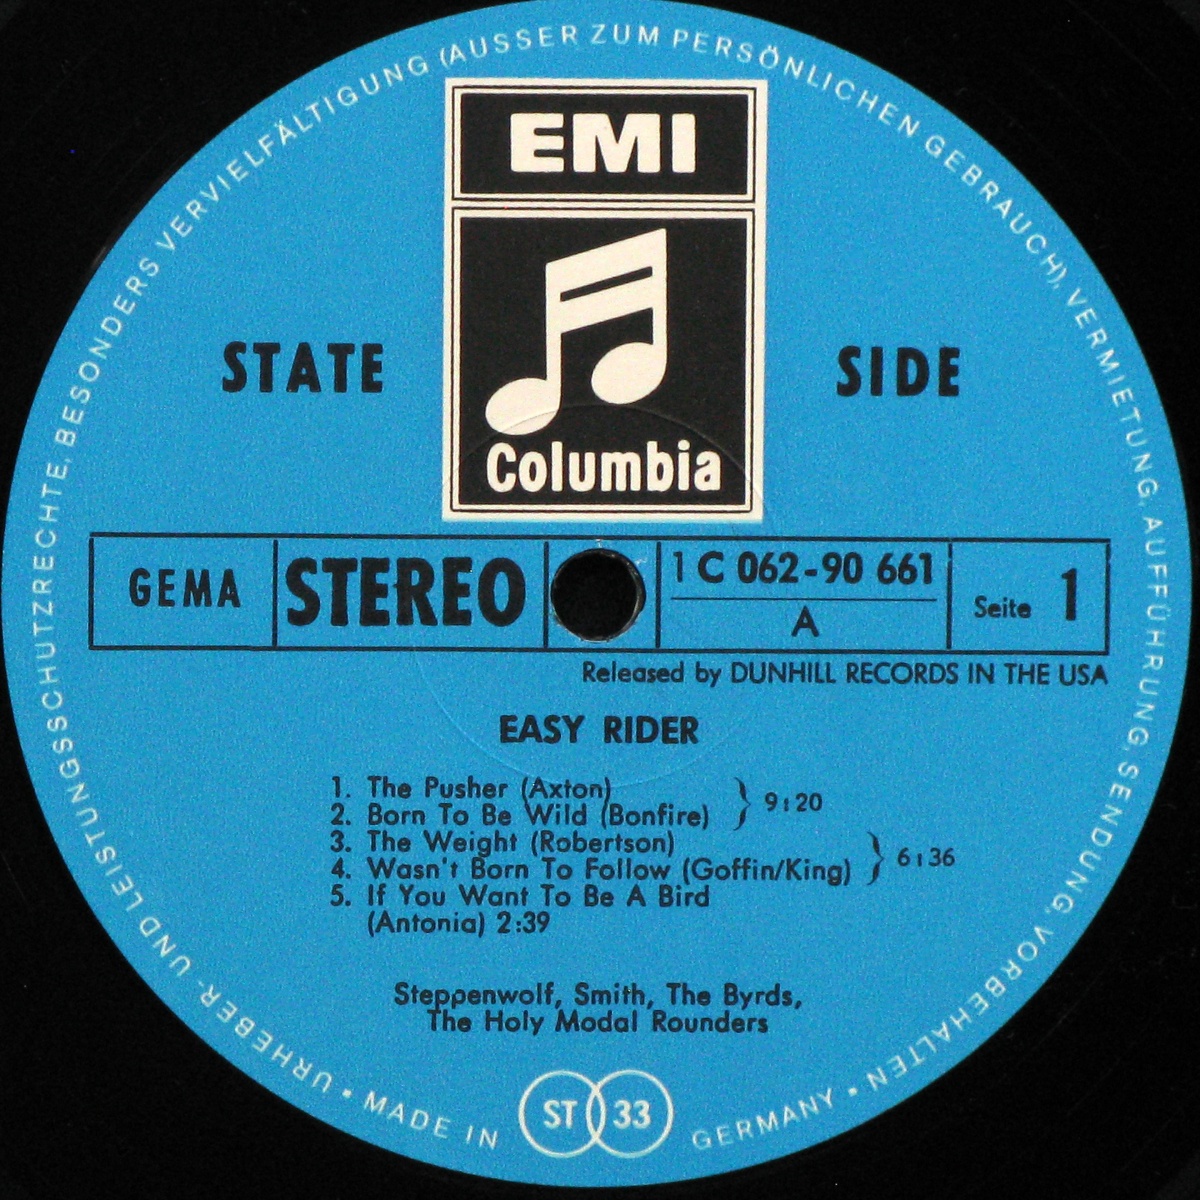 URHEBER- UND LEISTUNGSSCHUTZRECHTE, BESONDERS VERVIELFÄLTIGUNG (AUSSER ZUM PERSÖNLICHEN GEBRAUCH), VERMIETUNG, AUFFÜHRUNG, SENDUNG, VORBEHALTEN •
EMI
STATE SIDE
Columbia
GEMA STEREO 1 C 062-90 661 Seite 1
A
Released by DUNHILL RECORDS IN THE USA
EASY RIDER
1. The Pusher (Axton)
2. Born To Be Wild (Bonfire) } 9:20
3. The Weight (Robertson)
4. Wasn't Born To Follow (Goffin/King) } 6:36
5. If You Want To Be A Bird
(Antonia) 2:39
Steppenwolf, Smith, The Byrds,
The Holy Modal Rounders
• MADE IN ST 33 GERMANY